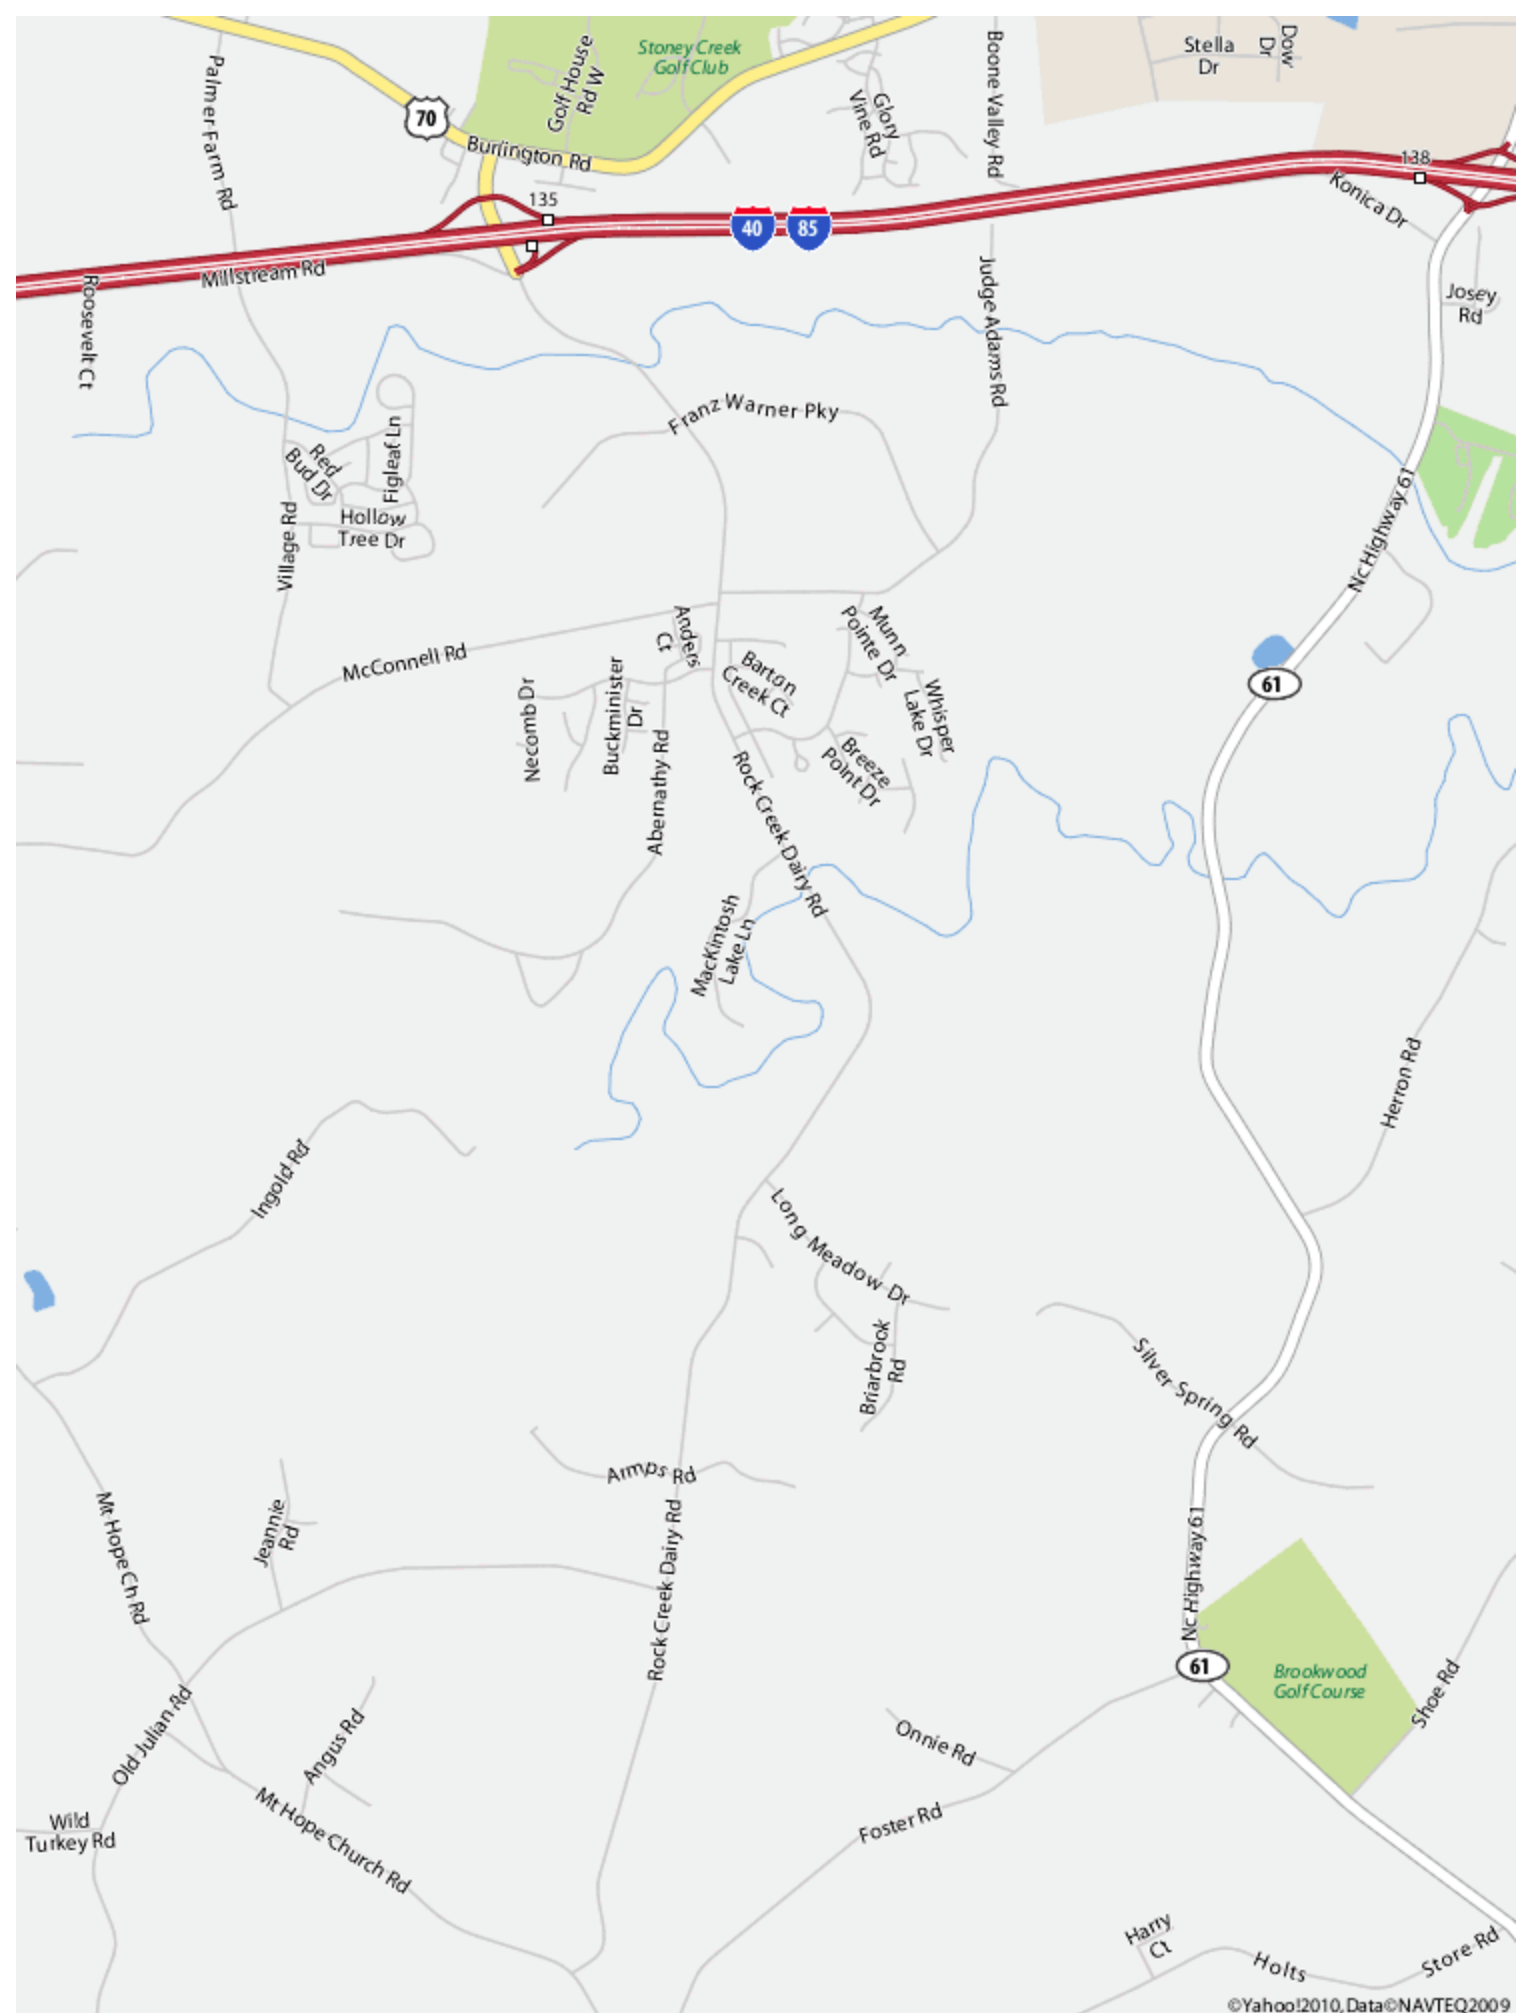 Stoney Creek
Golf Club
Golf House
Rd W
Stella
Dr
Dow
Dr
Palmer Farm Rd
70
Burlington Rd
Glory
Vine Rd
Boone Valley Rd
138
Konica Dr
135
40
85
Millstream Rd
Roosevelt Ct
Judge Adams Rd
Josey
Rd
Franz Warner Pky
Red
Bud Dr
Figleaf Ln
Hollow
Tree Dr
Village Rd
Nc Highway 61
McConnell Rd
Anders
Ct
Munn
Pointe Dr
Barton
Creek Ct
61
Necomb Dr
Buckminister
Dr
Whisper
Lake Dr
Abernathy Rd
Breeze
Point Dr
Rock Creek Dairy Rd
MacKintosh
Lake Ln
Herron Rd
Ingold Rd
Long Meadow Dr
Briarbrook
Rd
Silver Spring Rd
Armps Rd
Mt Hope Ch Rd
Jeannie
Rd
Rock Creek Dairy Rd
Nc Highway 61
61
Brookwood
Golf Course
Shoe Rd
Old Julian Rd
Angus Rd
Onnie Rd
Mt Hope Church Rd
Foster Rd
Wild
Turkey Rd
Harry
Ct
Holts Store Rd
©Yahoo!2010, Data©NAVTEQ2009